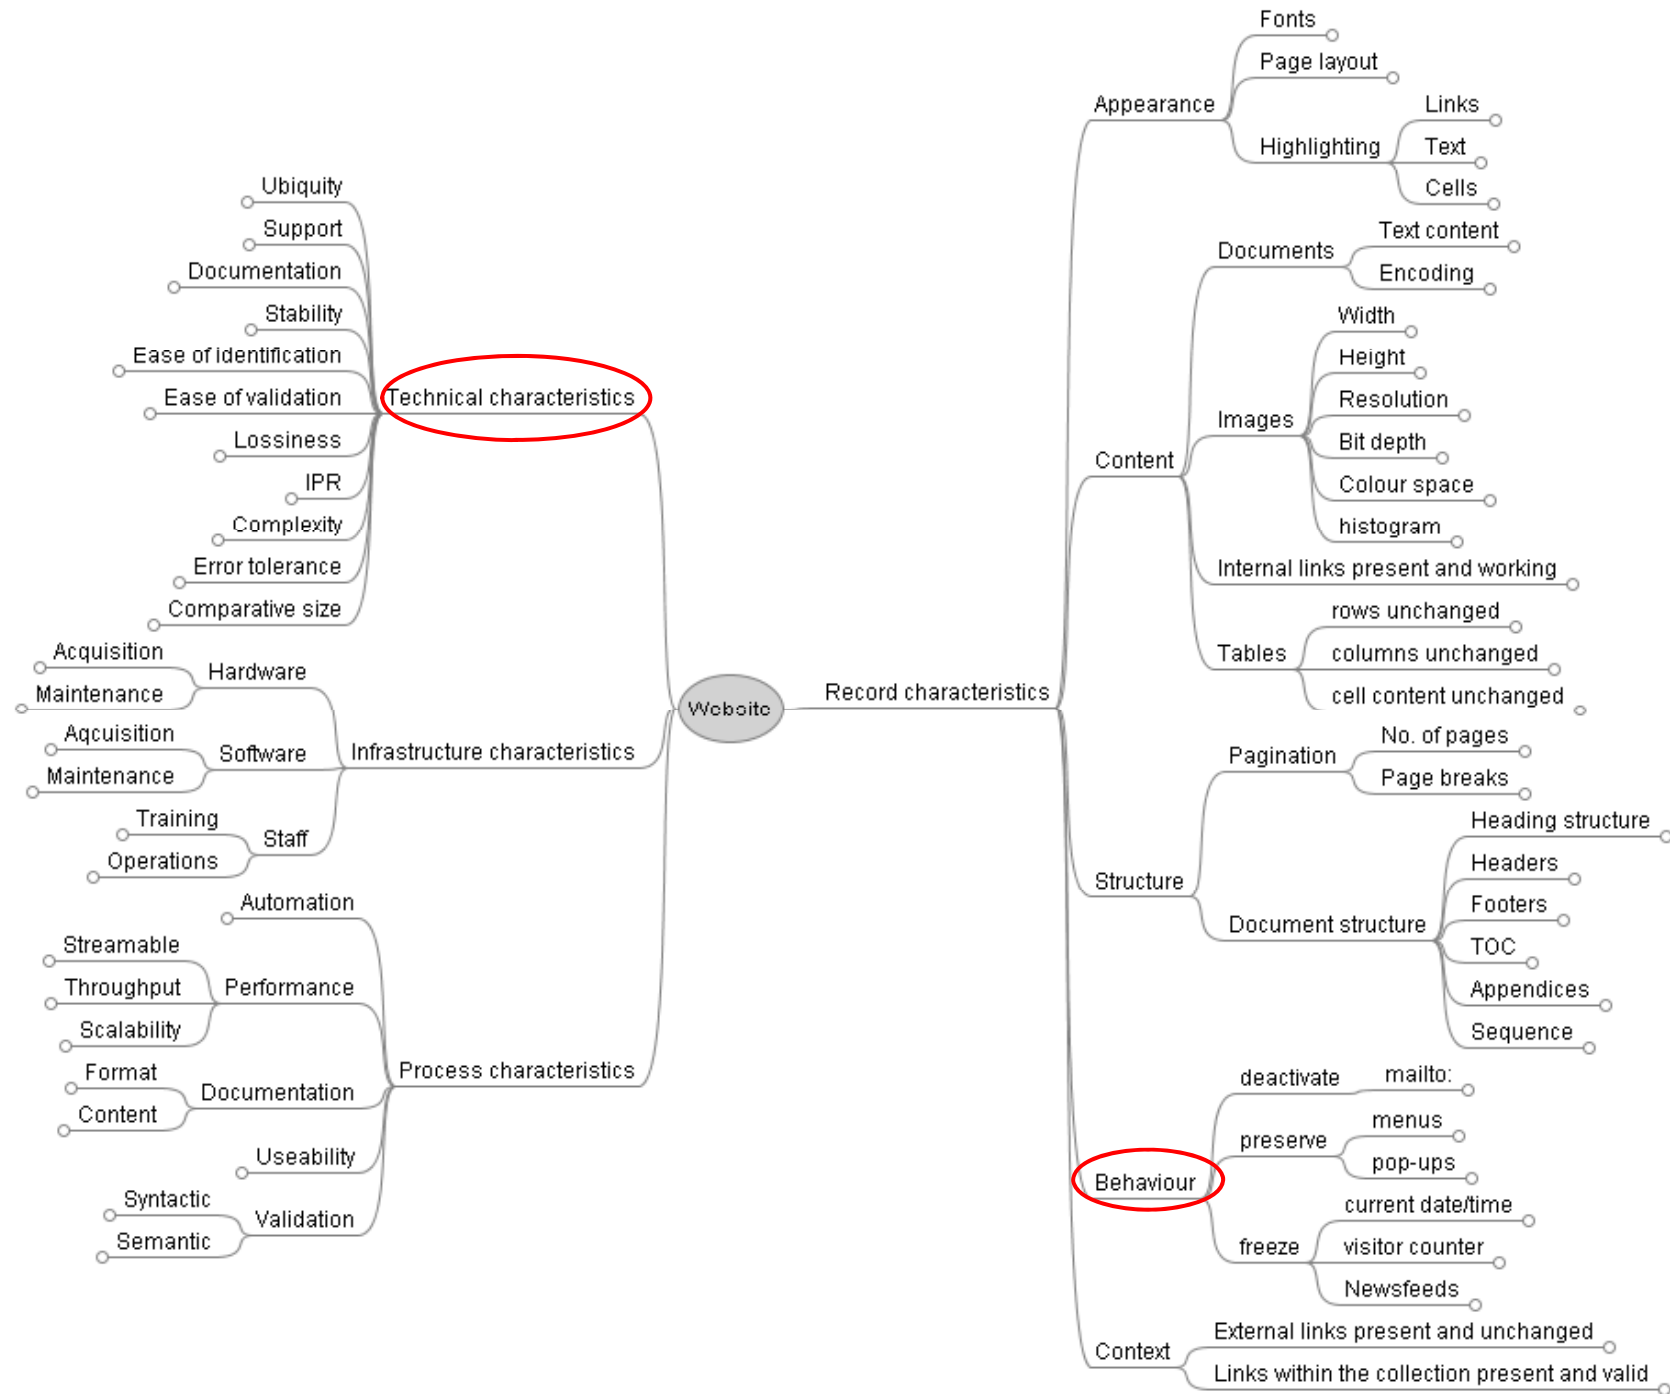 Website
Technical characteristics
Ubiquity
Support
Documentation
Stability
Ease of identification
Ease of validation
Lossiness
IPR
Complexity
Error tolerance
Comparative size
Infrastructure characteristics
Hardware
Acquisition
Maintenance
Software
Aqcuisition
Maintenance
Staff
Training
Operations
Process characteristics
Automation
Performance
Streamable
Throughput
Scalability
Documentation
Format
Content
Useability
Validation
Syntactic
Semantic
Record characteristics
Appearance
Fonts
Page layout
Highlighting
Links
Text
Cells
Content
Documents
Text content
Encoding
Images
Width
Height
Resolution
Bit depth
Colour space
histogram
Internal links present and working
Tables
rows unchanged
columns unchanged
cell content unchanged
Structure
Pagination
No. of pages
Page breaks
Document structure
Heading structure
Headers
Footers
TOC
Appendices
Sequence
Behaviour
deactivate
mailto:
preserve
menus
pop-ups
freeze
current date/time
visitor counter
Newsfeeds
Context
External links present and unchanged
Links within the collection present and valid